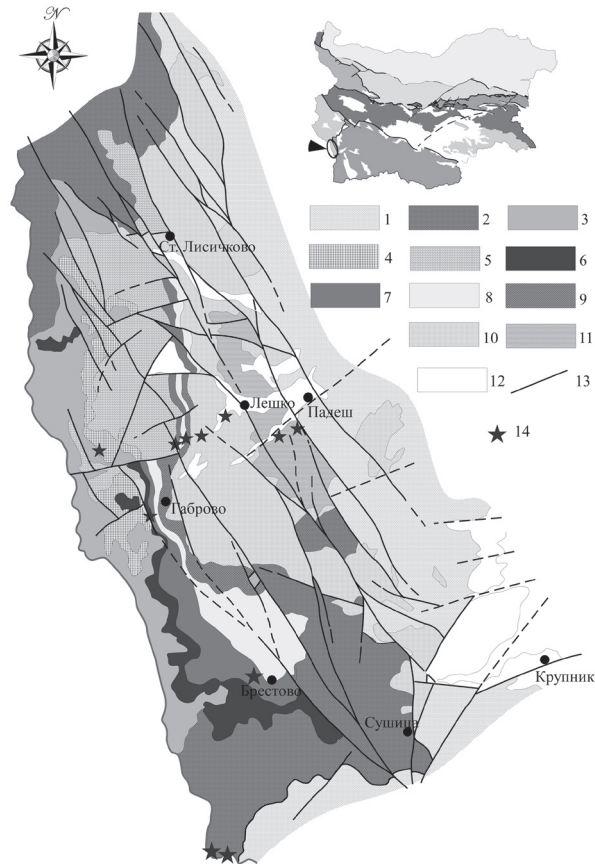 N
1
2
3
4
5
6
7
8
9
10
11
12
13
14
Ст. Лисичково
Лешко
Падеш
Габрово
Крупник
Брестово
Сушица